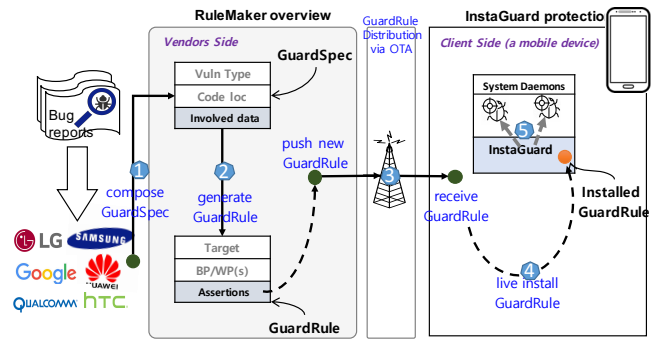 RuleMaker overview
GuardRule
Distribution
via OTA
InstaGuard protectio
Vendors Side
GuardSpec
Client Side (a mobile device)
Vuln Type
Code loc
Involved data
System Daemons
Bug
reports
5
InstaGuard
push new
GuardRule
1
2
3
compose
GuardSpec
generate
GuardRule
receive
GuardRule
Installed
GuardRule
LG
SAMSUNG
Google
HUAWEI
QUALCOMM
hTC
Target
BP/WP(s)
Assertions
4
live install
GuardRule
GuardRule